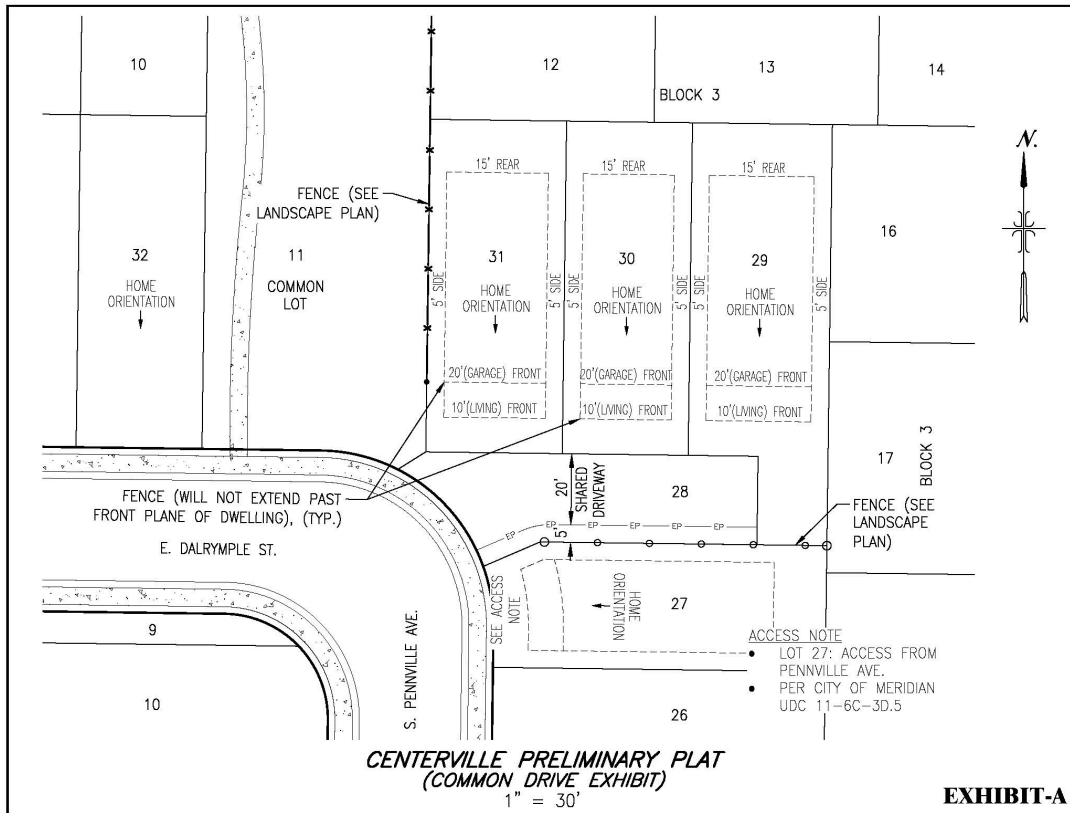 10
12
13
14
BLOCK 3
N.
15' REAR
15' REAR
15' REAR
FENCE (SEE
LANDSCAPE PLAN)
32
HOME
ORIENTATION
11
COMMON
LOT
31
HOME
ORIENTATION
5' SIDE
5' SIDE
30
HOME
ORIENTATION
5' SIDE
5' SIDE
29
HOME
ORIENTATION
5' SIDE
5' SIDE
16
20'(GARAGE) FRONT
20'(GARAGE) FRONT
20'(GARAGE) FRONT
10'(LIVING) FRONT
10'(LIVING) FRONT
10'(LIVING) FRONT
17
BLOCK 3
FENCE (WILL NOT EXTEND PAST
FRONT PLANE OF DWELLING), (TYP.)
20'
SHARED
DRIVEWAY
28
FENCE (SEE
LANDSCAPE
PLAN)
E. DALRYMPLE ST.
EP
EP
EP
EP
EP
EP
5'
SEE ACCESS
NOTE
HOME
ORIENTATION
27
9
10
S. PENNVILLE AVE.
ACCESS NOTE
• LOT 27: ACCESS FROM
PENNVILLE AVE.
• PER CITY OF MERIDIAN
UDC 11-6C-3D.5
26
CENTERVILLE PRELIMINARY PLAT
(COMMON DRIVE EXHIBIT)
1" = 30'
EXHIBIT-A